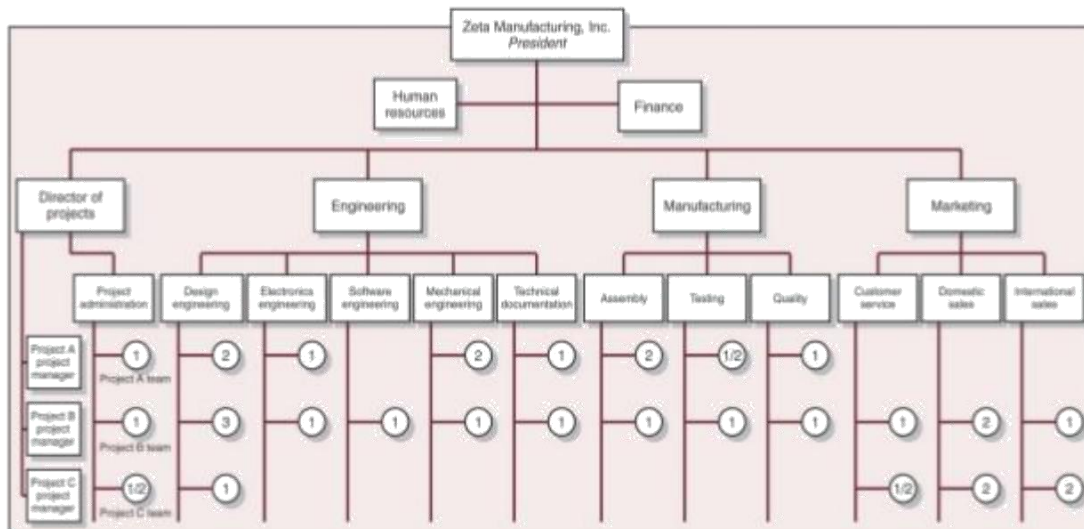 Zeta Manufacturing, Inc.
President
Human
resources
Finance
Director of
projects
Engineering
Manufacturing
Marketing
Project
administration
Design
engineering
Electronics
engineering
Software
engineering
Mechanical
engineering
Technical
documentation
Assembly
Testing
Quality
Customer
service
Domestic
sales
International
sales
Project A
project
manager
1
2
1
2
1
2
1/2
1
Project A team
Project B
project
manager
1
3
1
1
1
1
1
1
1
2
1
Project B team
Project C
project
manager
1/2
1
1/2
2
2
Project C team